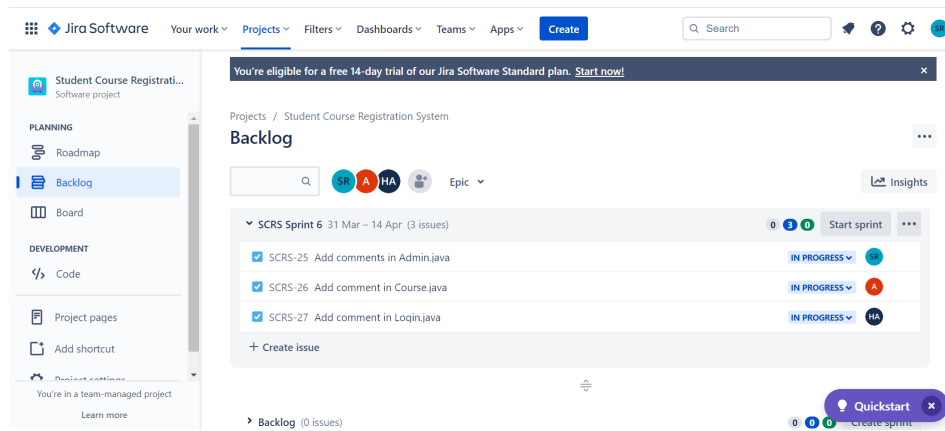 Jira Software Your work Projects Filters Dashboards Teams Apps Create Search SR
Student Course Registrati...
Software project
PLANNING
Roadmap
Backlog
Board
DEVELOPMENT
Code
Project pages
Add shortcut
Project settings
You're in a team-managed project
Learn more
You're eligible for a free 14-day trial of our Jira Software Standard plan. Start now!
Projects / Student Course Registration System
Backlog
SR A HA Epic Insights
SCRS Sprint 6 31 Mar – 14 Apr (3 issues) 0 3 0 Start sprint
SCRS-25 Add comments in Admin.java IN PROGRESS SR
SCRS-26 Add comment in Course.java IN PROGRESS A
SCRS-27 Add comment in Login.java IN PROGRESS HA
+ Create issue
Backlog (0 issues) 0 0 0 Create sprint
Quickstart